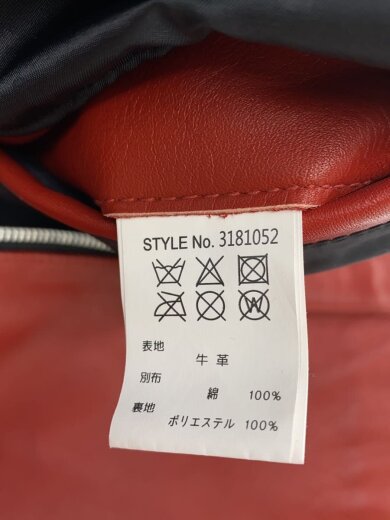 STYLE No. 3181052
W
表地 牛 革
別布 綿 100%
裏地 ポリエステル 100%